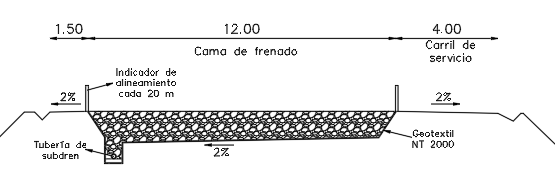 1.50
12.00
4.00
Cama de frenado
Carril de
servicio
Indicador de
alineamiento
cada 20 m
2%
2%
Tubería de
subdren
2%
Geotextil
NT 2000